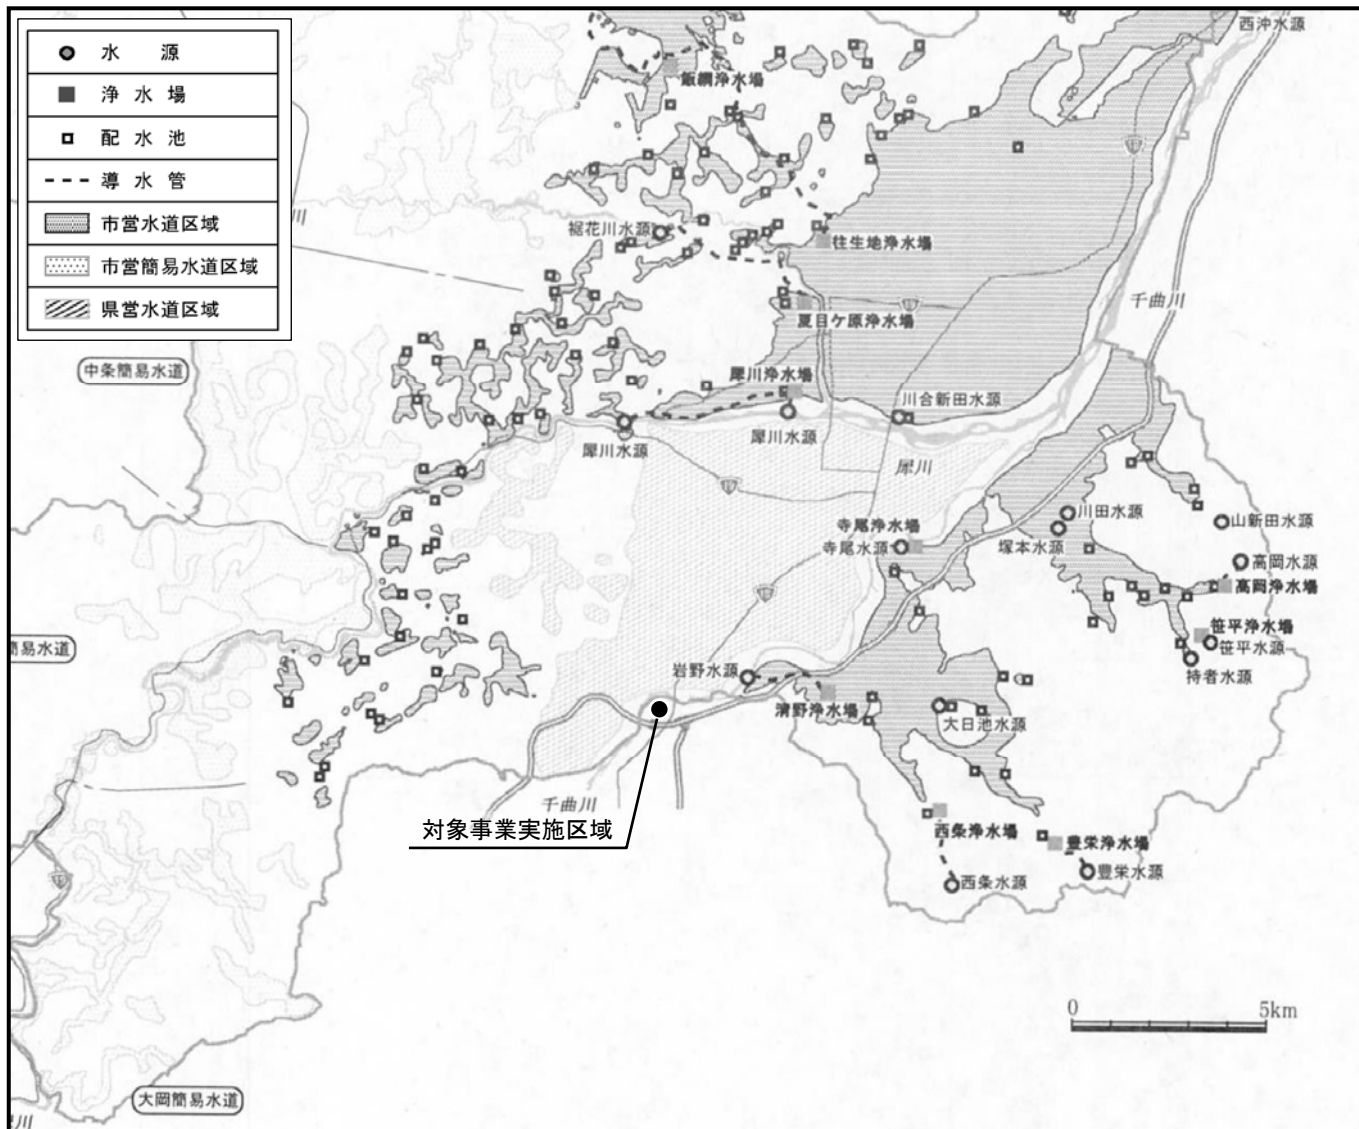 水 源
浄 水 場
配 水 池
導 水 管
市営水道区域
市営簡易水道区域
県営水道区域
川
西沖水源
飯綱浄水場
裾花川水源
往生地浄水場
千曲川
夏目ケ原浄水場
中条簡易水道
犀川浄水場
川合新田水源
犀川水源
犀川水源
犀川
川田水源
山新田水源
寺尾浄水場
寺尾水源
塚本水源
高岡水源
高岡浄水場
笹平浄水場
笹平水源
簡易水道
岩野水源
持者水源
清野浄水場
大日池水源
千曲川
対象事業実施区域
西条浄水場
豊栄浄水場
西条水源
豊栄水源
0 5km
大岡簡易水道
川